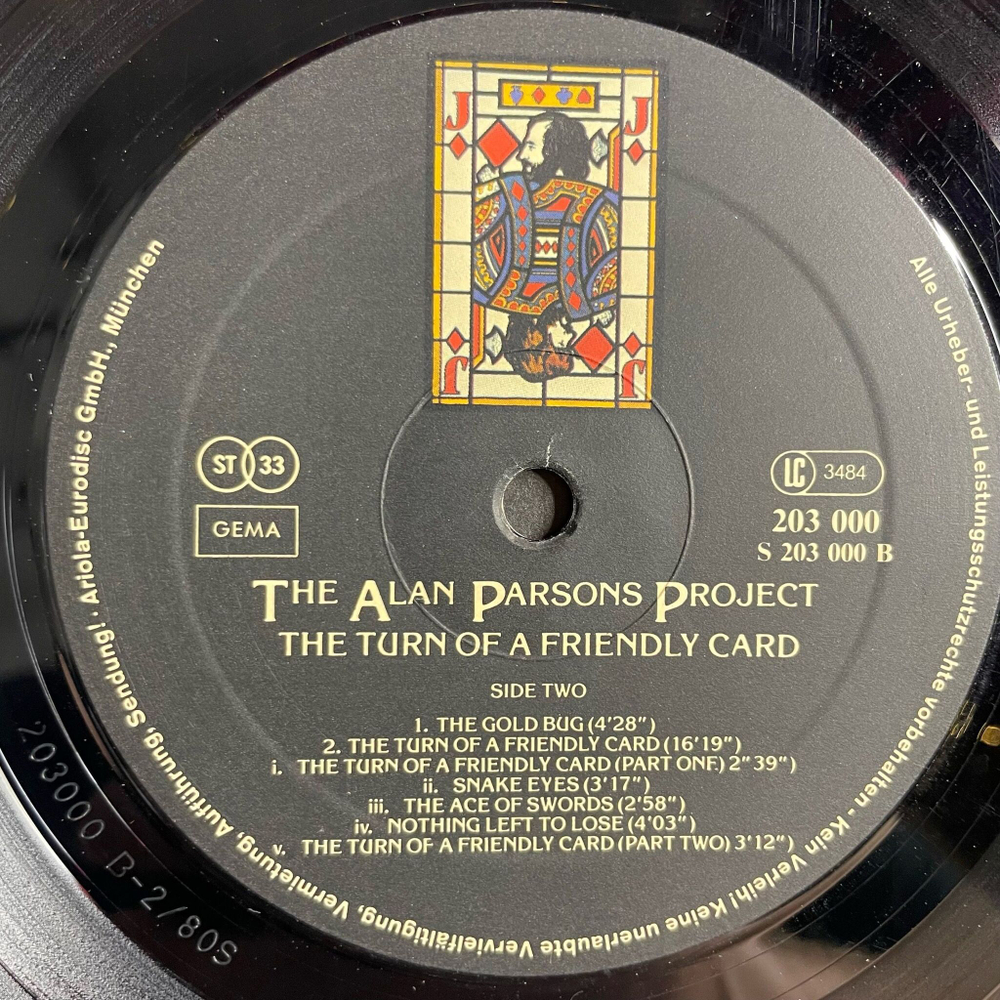 J J
J J
ST 33
GEMA
LC 3484
203 000
S 203 000 B
THE ALAN PARSONS PROJECT
THE TURN OF A FRIENDLY CARD
SIDE TWO
1. THE GOLD BUG (4'28")
2. THE TURN OF A FRIENDLY CARD (16'19")
i. THE TURN OF A FRIENDLY CARD (PART ONE) 2"39")
ii. SNAKE EYES (3'17")
iii. THE ACE OF SWORDS (2'58")
iv. NOTHING LEFT TO LOSE (4'03")
v. THE TURN OF A FRIENDLY CARD (PART TWO) 3'12")
Alle Urheber- und Leistungsschutzrechte vorbehalten - Kein Verleih! Keine unerlaubte Vervielfältigung, Vermietung, Aufführung, Sendung! · Ariola-Eurodisc GmbH., München
203000 B-2/80S